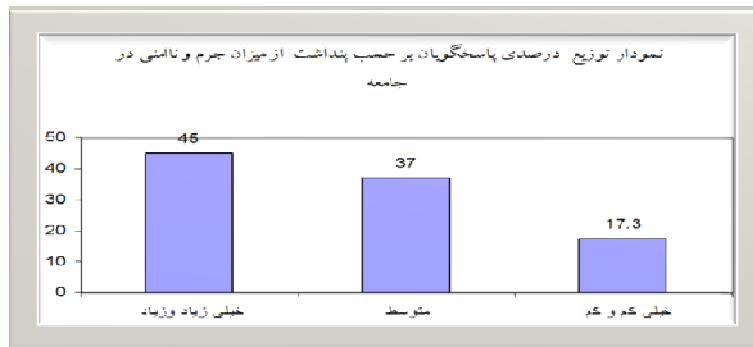 نمودار توزیع درصدی پاسخگویان بر حسب پنداشت از میزان جرم و ناامنی در
جامعه
50
40
30
20
10
0
45
37
17.3
خیلی زیاد وزیاد
متوسط
خیلی کم و کم